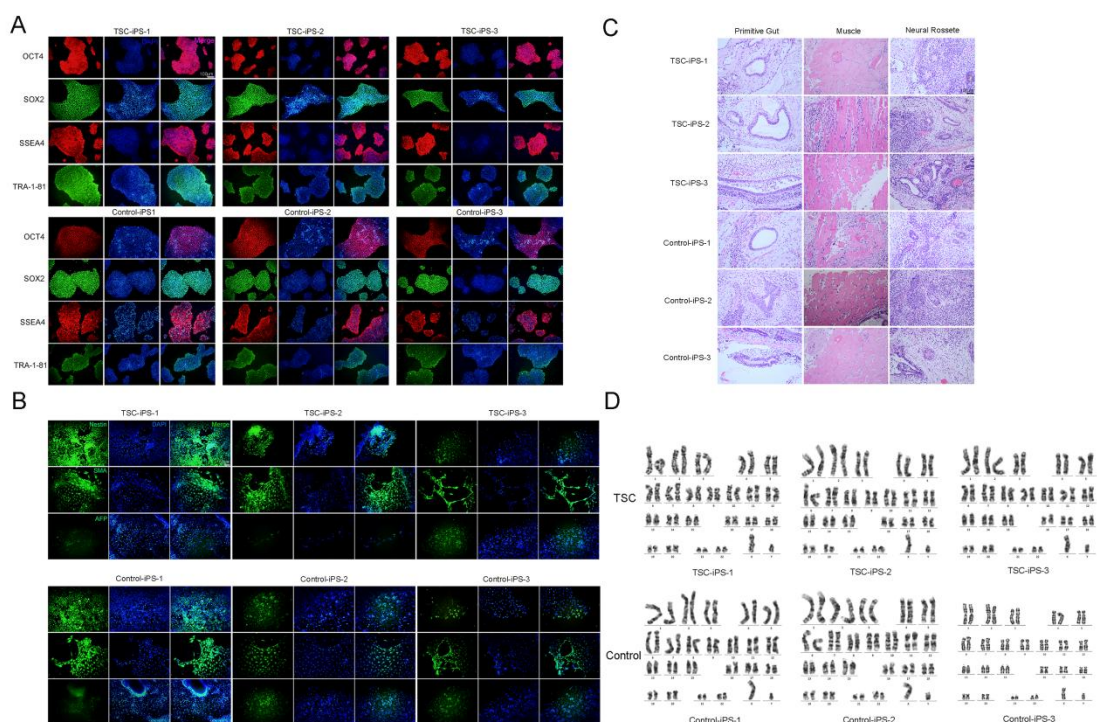 A
TSC-iPS-1 TSC-iPS-2 TSC-iPS-3
Merge
100μm
OCT4
SOX2
SSEA4
TRA-1-81
Control-iPS1 Control-iPS-2 Control-iPS-3
OCT4
SOX2
SSEA4
TRA-1-81
B
TSC-iPS-1 TSC-iPS-2 TSC-iPS-3
Nestin DAPI Merge
SMA
AFP
Control-iPS-1 Control-iPS-2 Control-iPS-3
C
Primitive Gut Muscle Neural Rossete
TSC-iPS-1
TSC-iPS-2
TSC-iPS-3
Control-iPS-1
Control-iPS-2
Control-iPS-3
D
TSC
TSC-iPS-1 TSC-iPS-2 TSC-iPS-3
Control
Control-iPS-1 Control-iPS-2 Control-iPS-3